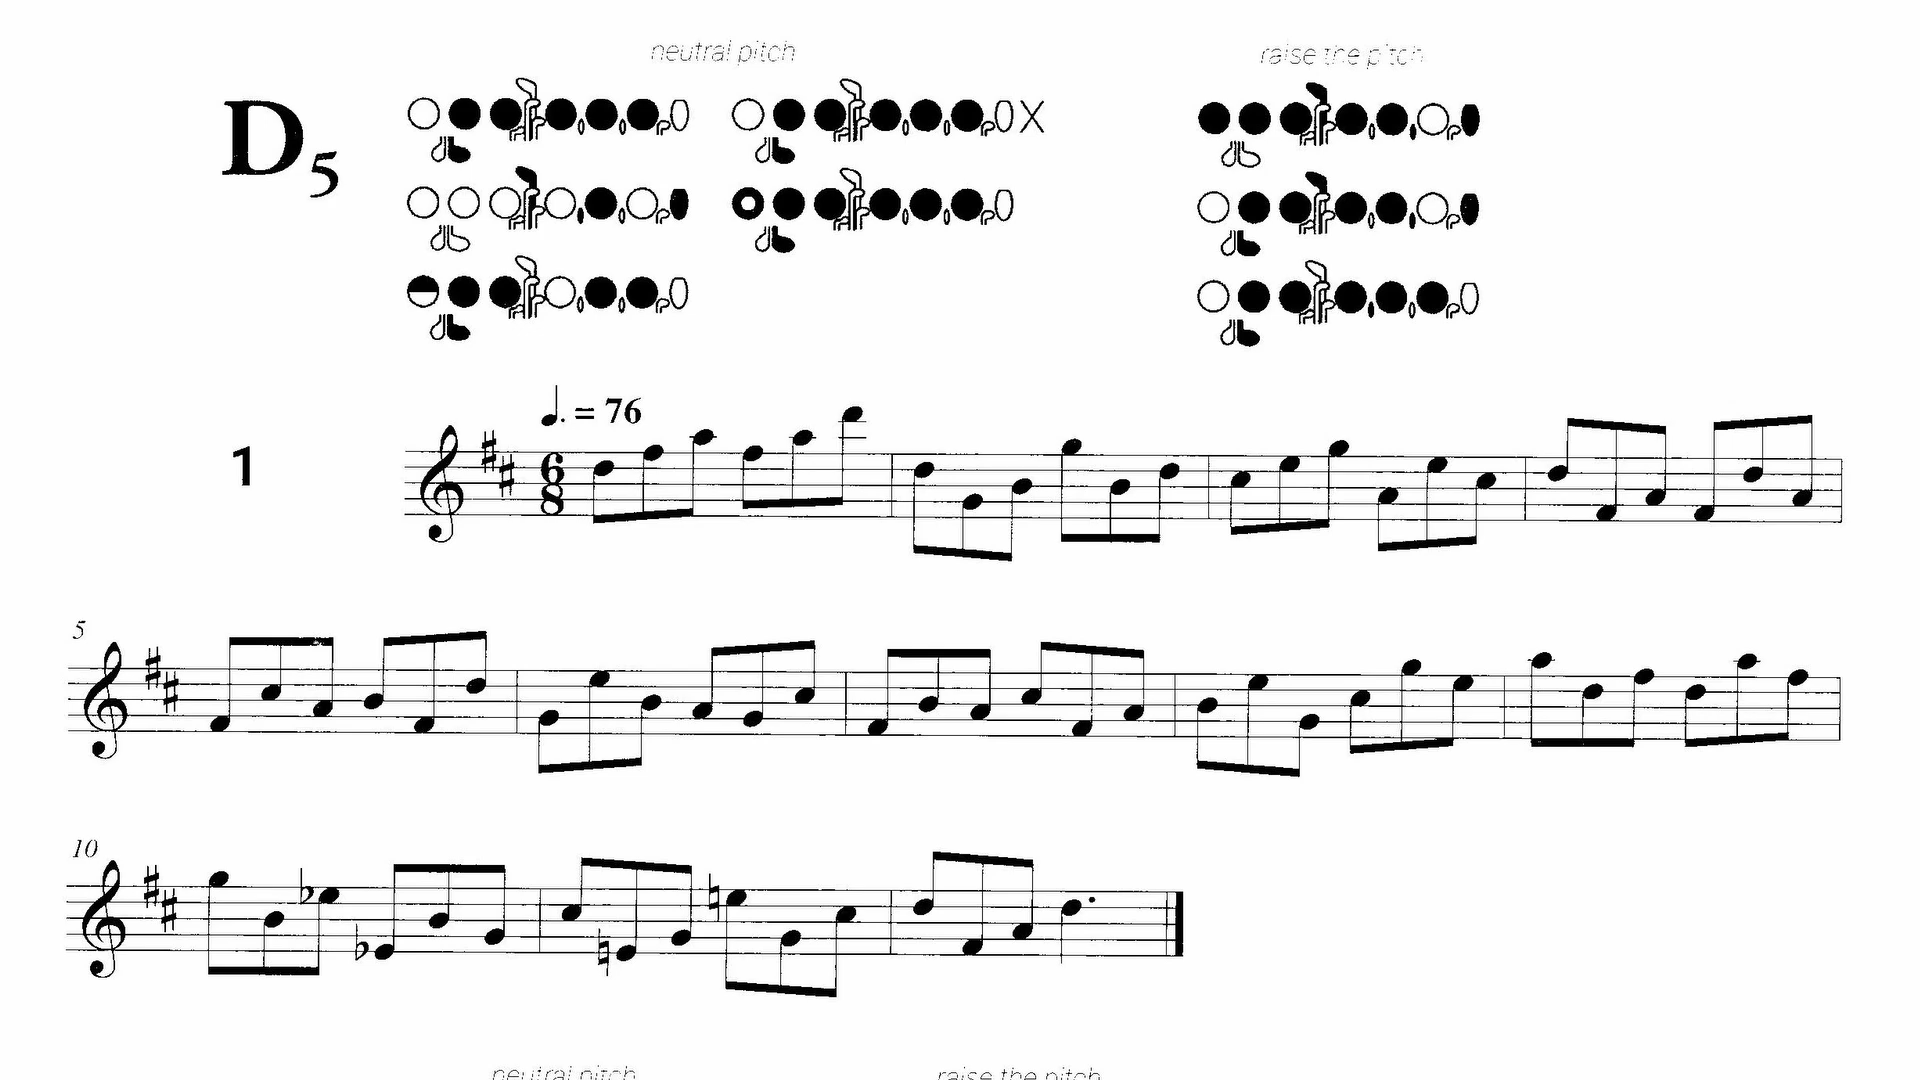 neutral pitch
raise the pitch
D5
X
1
= 76
6
8
5
10
neutral pitch
raise the pitch